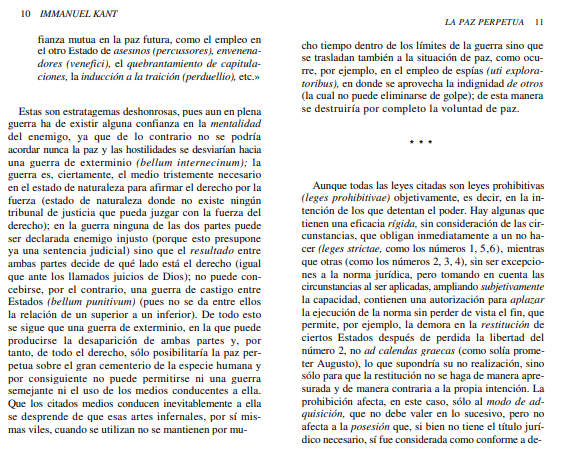 10 IMMANUEL KANT
fianza mutua en la paz futura, como el empleo en
el otro Estado de asesinos (percussores), envenena-
dores (venefici), el quebrantamiento de capitula-
ciones, la inducción a la traición (perduellio), etc.»
Estas son estratagemas deshonrosas, pues aun en plena
guerra ha de existir alguna confianza en la mentalidad
del enemigo, ya que de lo contrario no se podría
acordar nunca la paz y las hostilidades se desviarían hacia
una guerra de exterminio (bellum internecinum); la
guerra es, ciertamente, el medio tristemente necesario
en el estado de naturaleza para afirmar el derecho por la
fuerza (estado de naturaleza donde no existe ningún
tribunal de justicia que pueda juzgar con la fuerza del
derecho); en la guerra ninguna de las dos partes puede
ser declarada enemigo injusto (porque esto presupone
ya una sentencia judicial) sino que el resultado entre
ambas partes decide de qué lado está el derecho (igual
que ante los llamados juicios de Dios); no puede con-
cebirse, por el contrario, una guerra de castigo entre
Estados (bellum punitivum) (pues no se da entre ellos
la relación de un superior a un inferior). De todo esto
se sigue que una guerra de exterminio, en la que puede
producirse la desaparición de ambas partes y, por
tanto, de todo el derecho, sólo posibilitaría la paz per-
petua sobre el gran cementerio de la especie humana y
por consiguiente no puede permitirse ni una guerra
semejante ni el uso de los medios conducentes a ella.
Que los citados medios conducen inevitablemente a ella
se desprende de que esas artes infernales, por sí mis-
mas viles, cuando se utilizan no se mantienen por mu-
LA PAZ PERPETUA 11
cho tiempo dentro de los límites de la guerra sino que
se trasladan también a la situación de paz, como ocu-
rre, por ejemplo, en el empleo de espías (uti explora-
toribus), en donde se aprovecha la indignidad de otros
(la cual no puede eliminarse de golpe); de esta manera
se destruiría por completo la voluntad de paz.
* * *
Aunque todas las leyes citadas son leyes prohibitivas
(leges prohibitivae) objetivamente, es decir, en la in-
tención de los que detentan el poder. Hay algunas que
tienen una eficacia rígida, sin consideración de las cir-
cunstancias, que obligan inmediatamente a un no ha-
cer (leges strictae, como los números 1, 5,6), mientras
que otras (como los números 2, 3, 4), sin ser excepcio-
nes a la norma jurídica, pero tomando en cuenta las
circunstancias al ser aplicadas, ampliando subjetivamente
la capacidad, contienen una autorización para aplazar
la ejecución de la norma sin perder de vista el fin, que
permite, por ejemplo, la demora en la restitución de
ciertos Estados después de perdida la libertad del
número 2, no ad calendas graecas (como solía prome-
ter Augusto), lo que supondría su no realización, sino
sólo para que la restitución no se haga de manera apre-
surada y de manera contraria a la propia intención. La
prohibición afecta, en este caso, sólo al modo de ad-
quisición, que no debe valer en lo sucesivo, pero no
afecta a la posesión que, si bien no tiene el título jurí-
dico necesario, sí fue considerada como conforme a de-